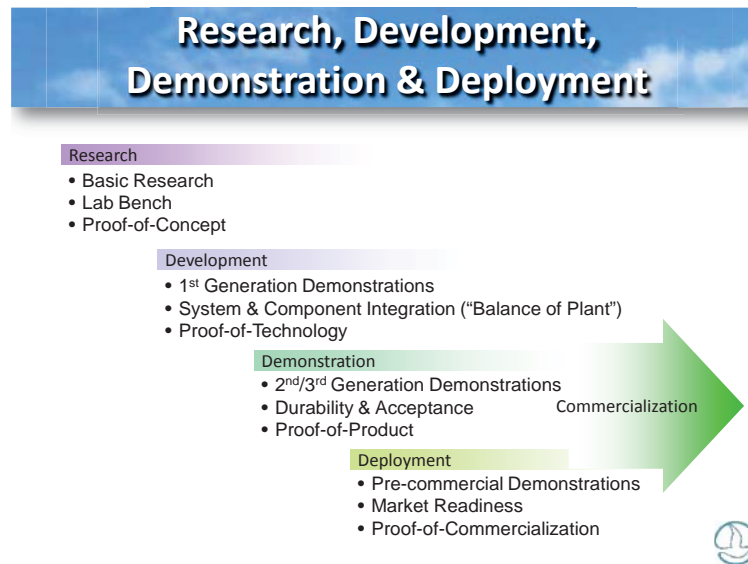 Research, Development,
Demonstration & Deployment
Research
• Basic Research
• Lab Bench
• Proof-of-Concept
Development
• 1st Generation Demonstrations
• System & Component Integration (“Balance of Plant”)
• Proof-of-Technology
Demonstration
• 2nd/3rd Generation Demonstrations
• Durability & Acceptance
• Proof-of-Product
Commercialization
Deployment
• Pre-commercial Demonstrations
• Market Readiness
• Proof-of-Commercialization